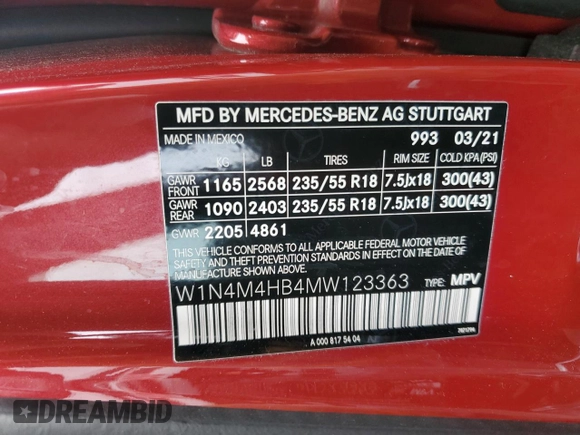 MFD BY MERCEDES-BENZ AG STUTTGART
MADE IN MEXICO 993 03/21
KG LB TIRES RIM SIZE COLD KPA(PSI)
GAWR FRONT 1165 2568 235/55 R18 7.5Jx18 300(43)
GAWR REAR 1090 2403 235/55 R18 7.5Jx18 300(43)
GVWR 2205 4861
THIS VEHICLE CONFORMS TO ALL APPLICABLE FEDERAL MOTOR VEHICLE
SAFETY AND THEFT PREVENTION STANDARDS IN EFFECT ON THE DATE OF
MANUFACTURE SHOWN ABOVE.
W1N4M4HB4MW123363 TYPE: MPV
A 000 817 54 04
DREAMBID